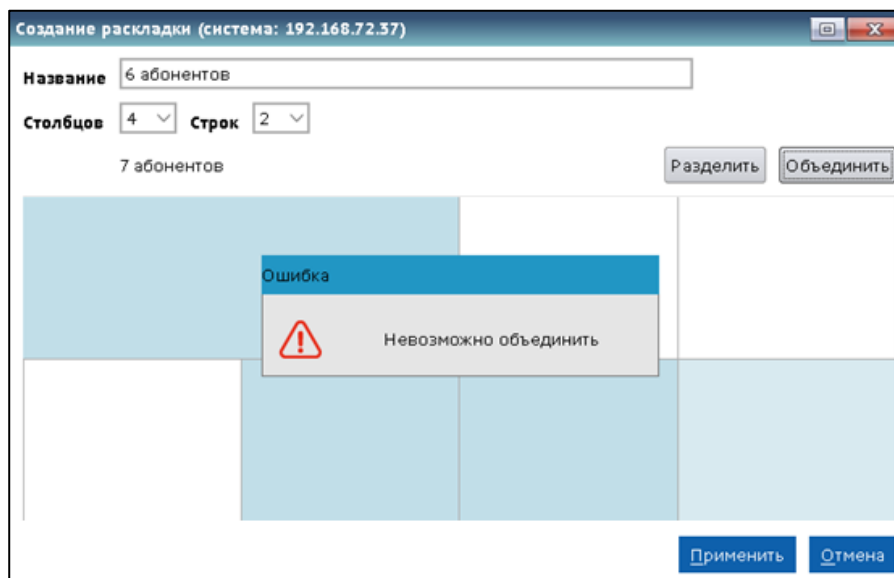 Создание раскладки (система: 192.168.72.37)
Название 6 абонентов
Столбцов 4 Строк 2
7 абонентов Разделить Объединить
Ошибка
Невозможно объединить
Применить Отмена